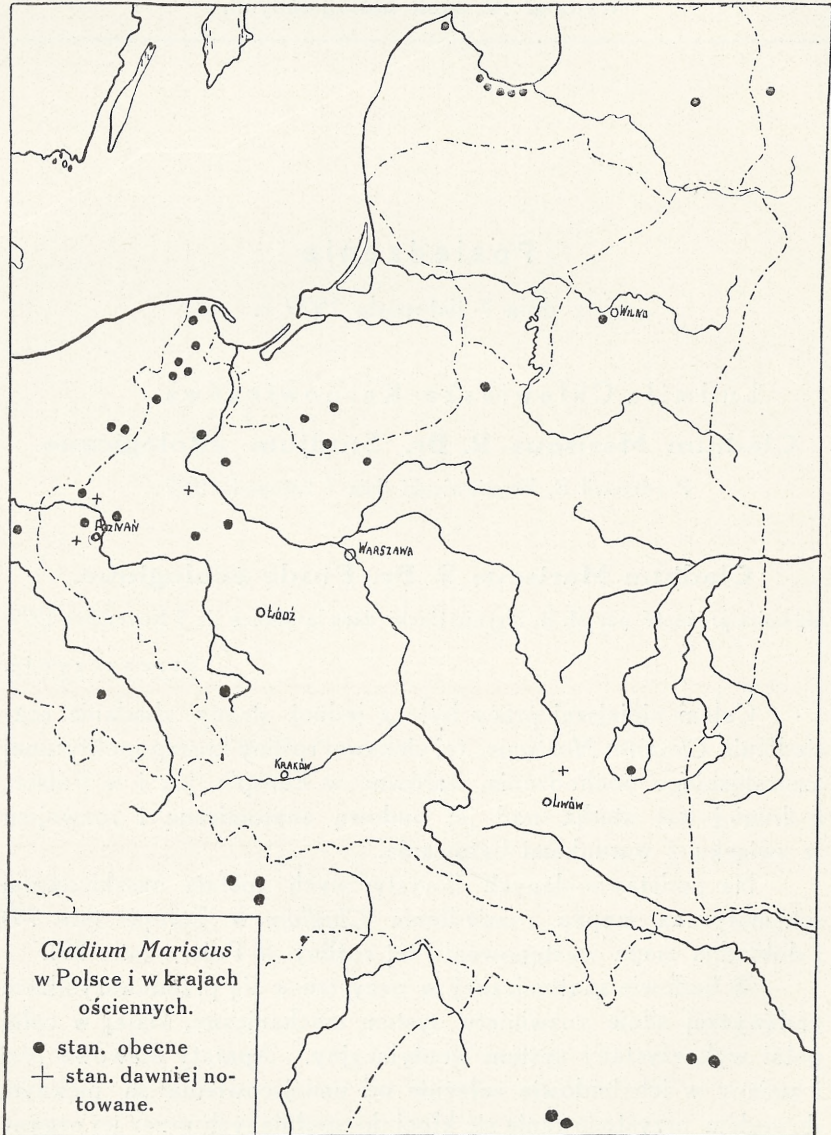 WILNO
POZNAŃ
WARSZAWA
ŁÓDŹ
KRAKÓW
LWÓW
Cladium Mariscus
w Polsce i w krajach
ościennych.
stan. obecne
stan. dawniej no-
towane.